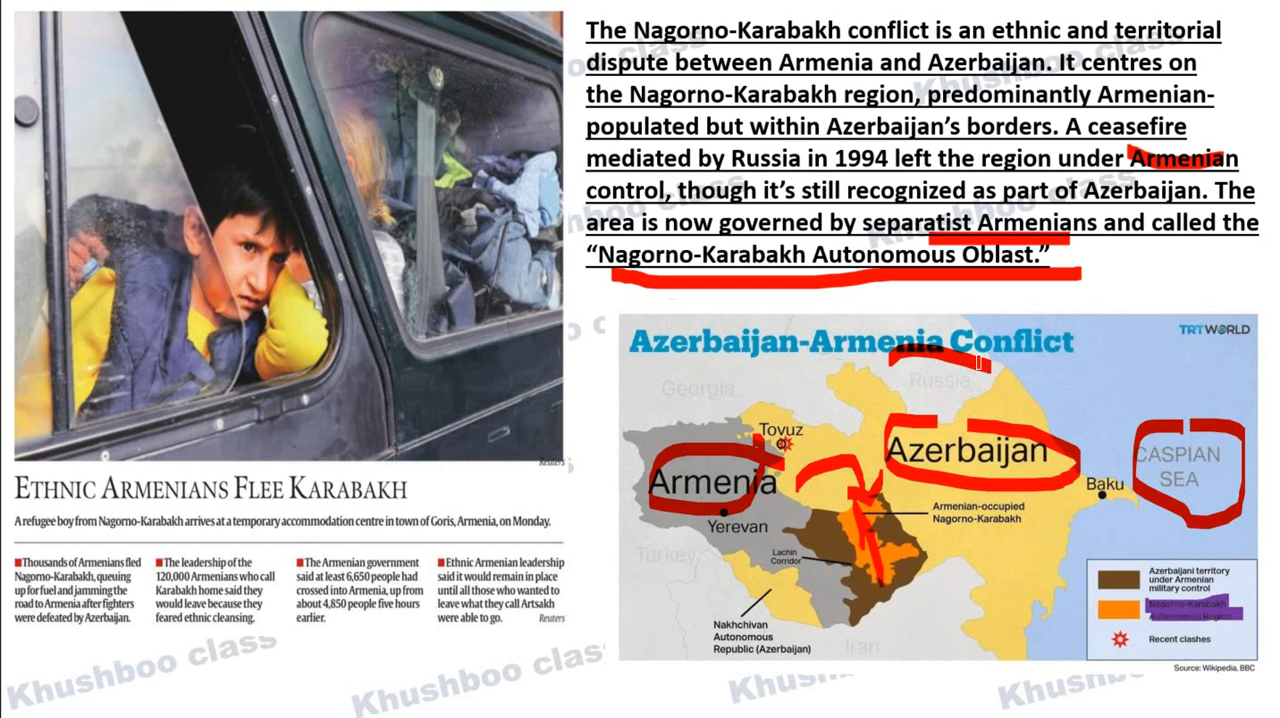 The Nagorno-Karabakh conflict is an ethnic and territorial
dispute between Armenia and Azerbaijan. It centres on
the Nagorno-Karabakh region, predominantly Armenian-
populated but within Azerbaijan's borders. A ceasefire
mediated by Russia in 1994 left the region under Armenian
control, though it's still recognized as part of Azerbaijan. The
area is now governed by separatist Armenians and called the
“Nagorno-Karabakh Autonomous Oblast.”
Reuters
ETHNIC ARMENIANS FLEE KARABAKH
A refugee boy from Nagorno-Karabakh arrives at a temporary accommodation centre in town of Goris, Armenia, on Monday.
Thousands of Armenians fled
Nagorno-Karabakh, queuing
up for fuel and jamming the
road to Armenia after fighters
were defeated by Azerbaijan.
The leadership of the
120,000 Armenians who call
Karabakh home said they
would leave because they
feared ethnic cleansing.
The Armenian government
said at least 6,650 people had
crossed into Armenia, up from
about 4,850 people five hours
earlier.
Ethnic Armenian leadership
said it would remain in place
until all those who wanted to
leave what they call Artsakh
were able to go.
Reuters
Azerbaijan-Armenia Conflict
TRT WORLD
Georgia
Russia
Tovuz
Azerbaijan
CASPIAN
SEA
Armenia
Baku
Yerevan
Armenian-occupied
Nagorno-Karabakh
Turkey
Lachin
Corridor
Nakhchivan
Autonomous
Republic (Azerbaijan)
Iran
Azerbaijani territory
under Armenian
military control
Nagorno-Karabakh
Autonomous Region
Recent clashes
Source: Wikipedia, BBC
Khushboo class
Khushboo class